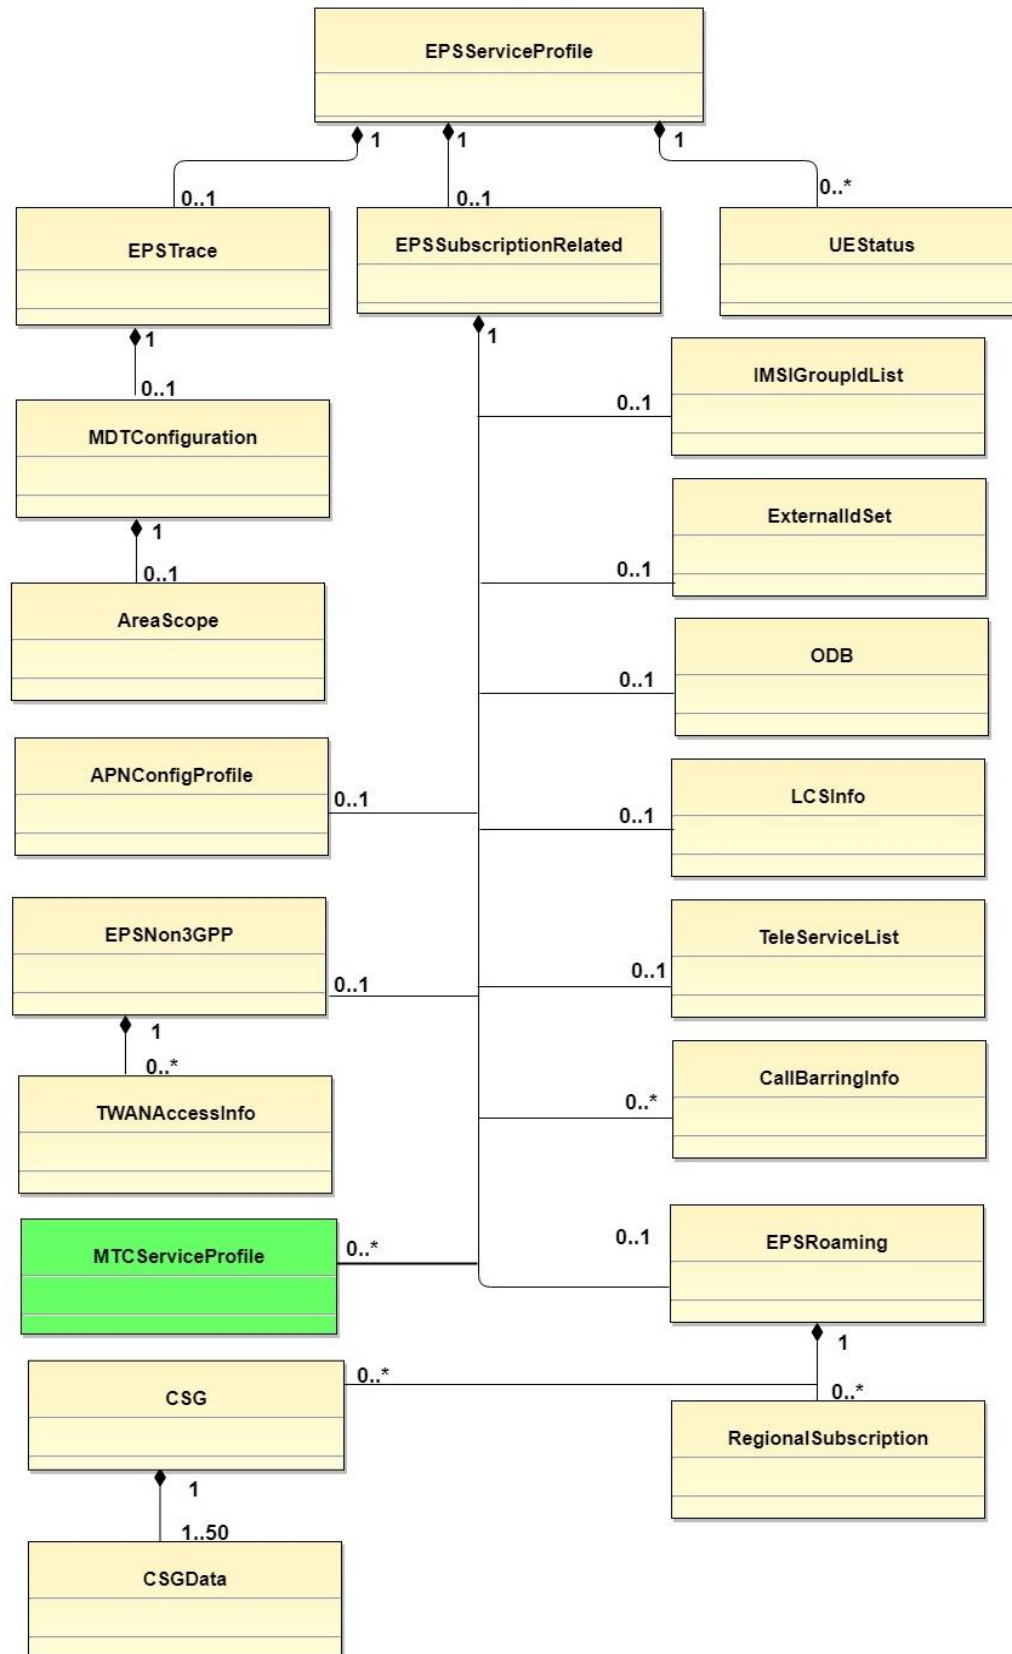 EPSServiceProfile
1
1
1
0..1
0..1
0..*
EPSTrace
EPSSubscriptionRelated
UEStatus
1
1
0..1
0..1
IMSIGroupIdList
MDTConfiguration
1
0..1
0..1
ExternalIdSet
AreaScope
0..1
ODB
APNConfigProfile
0..1
0..1
LCSInfo
EPSNon3GPP
0..1
0..1
TeleServiceList
1
0..*
TWANAccessInfo
0..*
CallBarringInfo
MTCServiceProfile
0..*
0..1
EPSRoaming
1
CSG
0..*
0..*
RegionalSubscription
1
1..50
CSGData